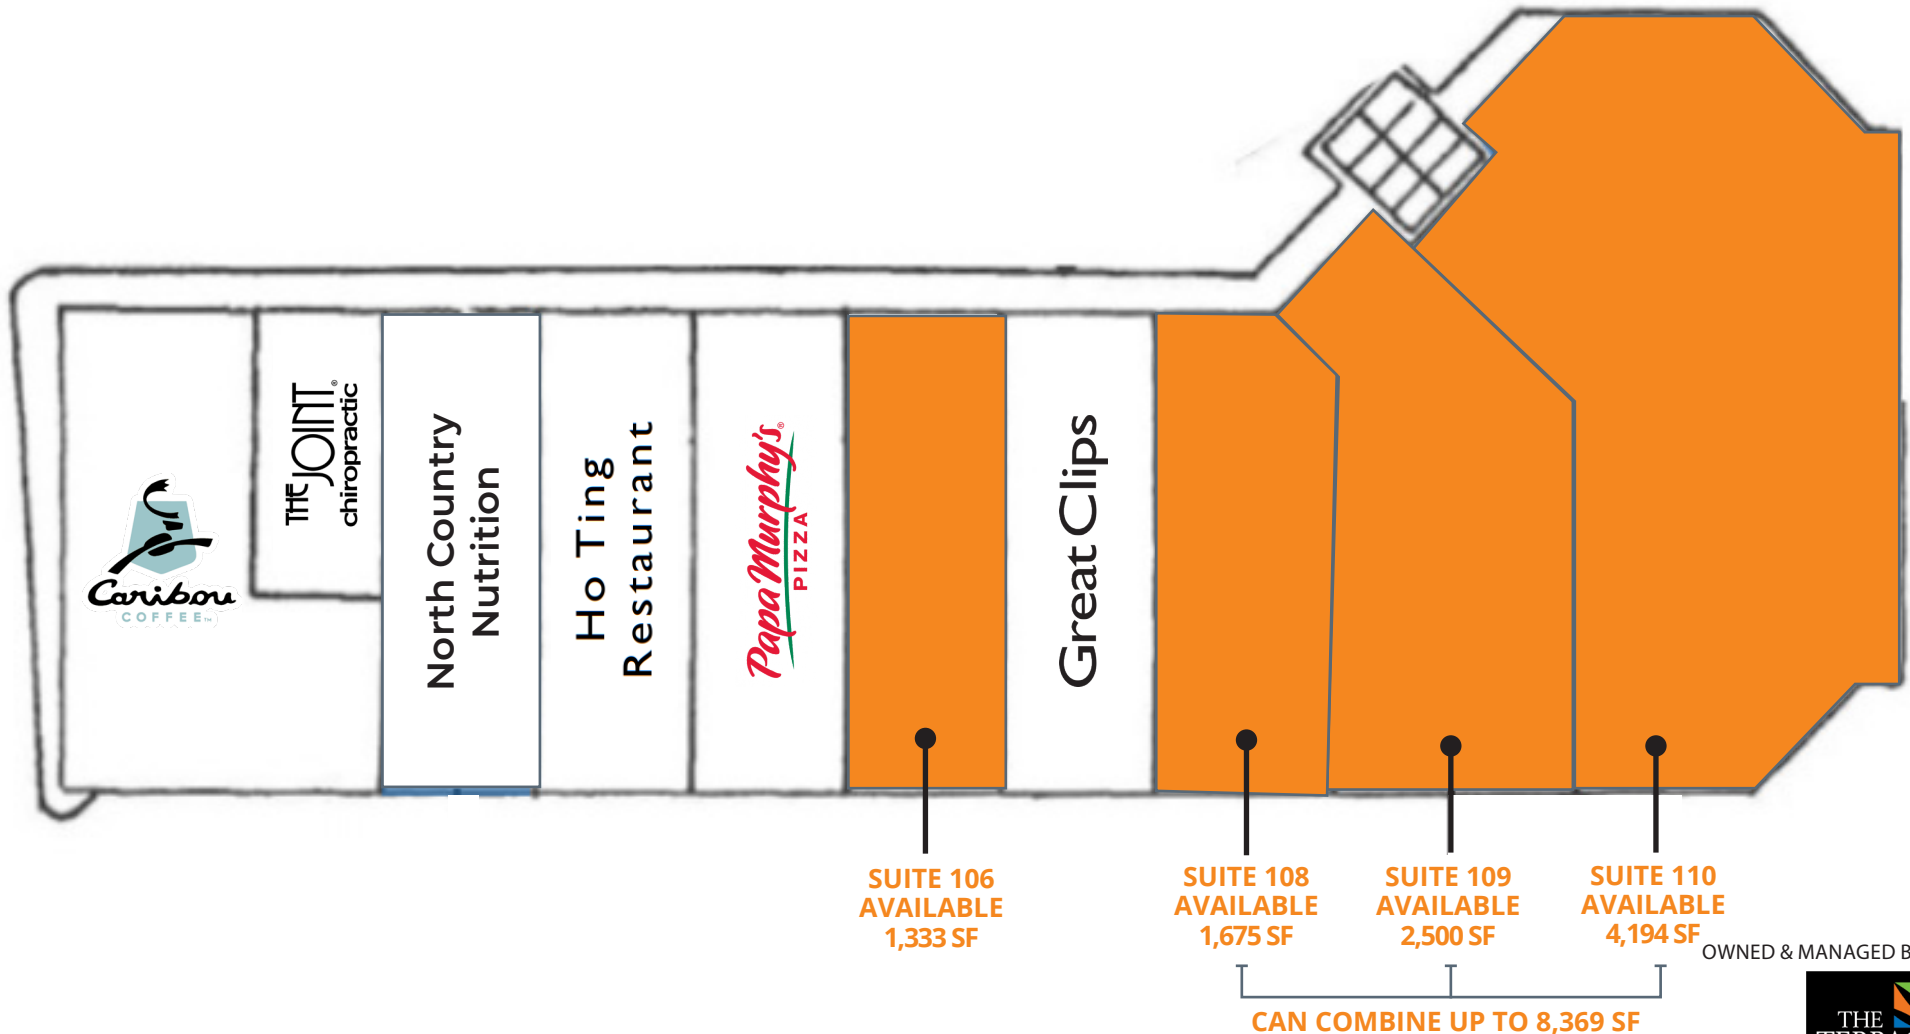 Caribou
COFFEE™
THE JOINT®
chiropractic
North Country
Nutrition
Ho Ting
Restaurant
Papa Murphy's®
PIZZA
Great Clips
SUITE 106
AVAILABLE
1,333 SF
SUITE 108
AVAILABLE
1,675 SF
SUITE 109
AVAILABLE
2,500 SF
SUITE 110
AVAILABLE
4,194 SF
CAN COMBINE UP TO 8,369 SF
OWNED & MANAGED B
THE